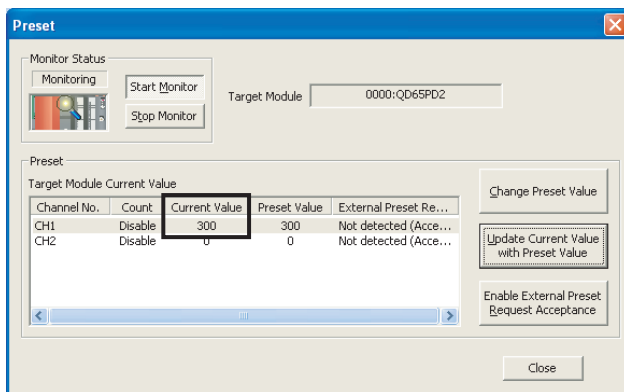 Preset
Monitor Status
Monitoring
Start Monitor
Stop Monitor
Target Module
0000:QD65PD2
Preset
Target Module Current Value
Channel No. Count Current Value Preset Value External Preset Re...
CH1 Disable 300 300 Not detected (Acce...
CH2 Disable 0 0 Not detected (Acce...
Change Preset Value
Update Current Value
with Preset Value
Enable External Preset
Request Acceptance
Close